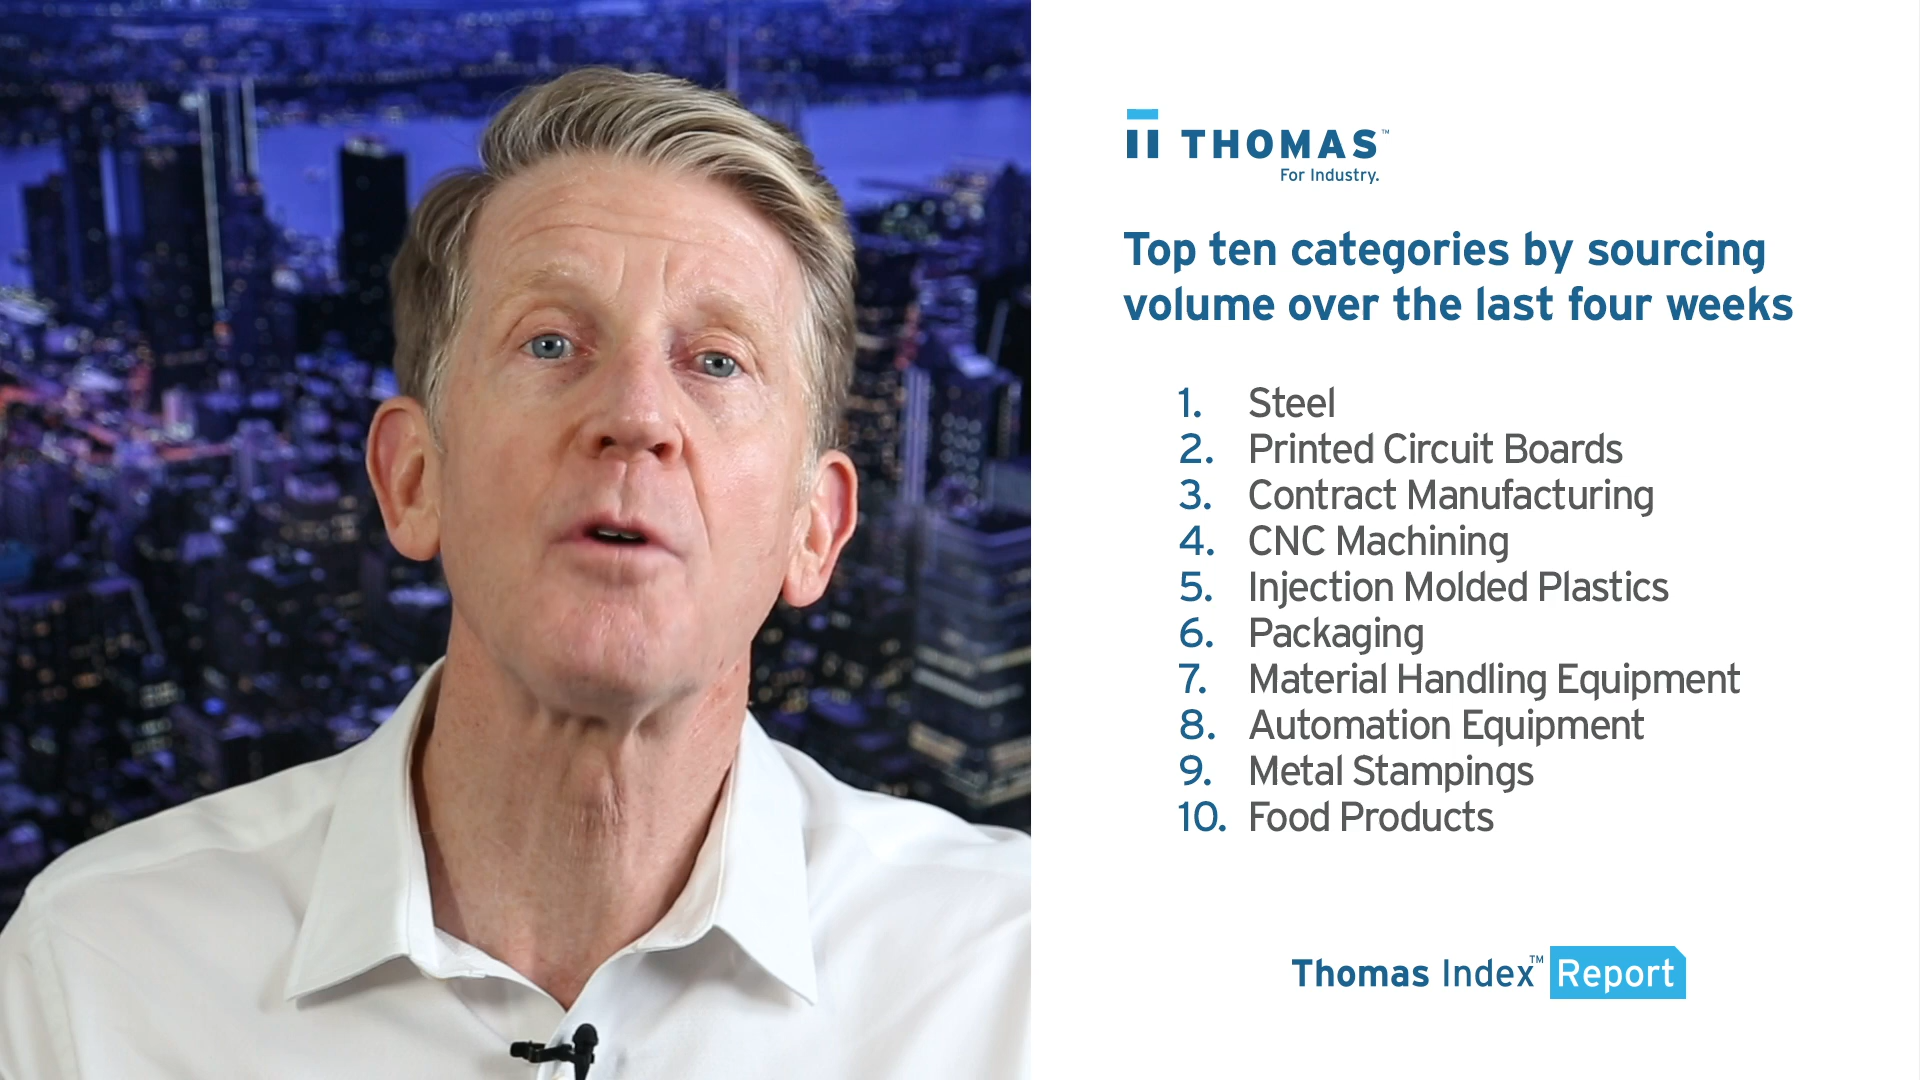 THOMAS™
For Industry.
Top ten categories by sourcing
volume over the last four weeks
1. Steel
2. Printed Circuit Boards
3. Contract Manufacturing
4. CNC Machining
5. Injection Molded Plastics
6. Packaging
7. Material Handling Equipment
8. Automation Equipment
9. Metal Stampings
10. Food Products
Thomas Index™ Report